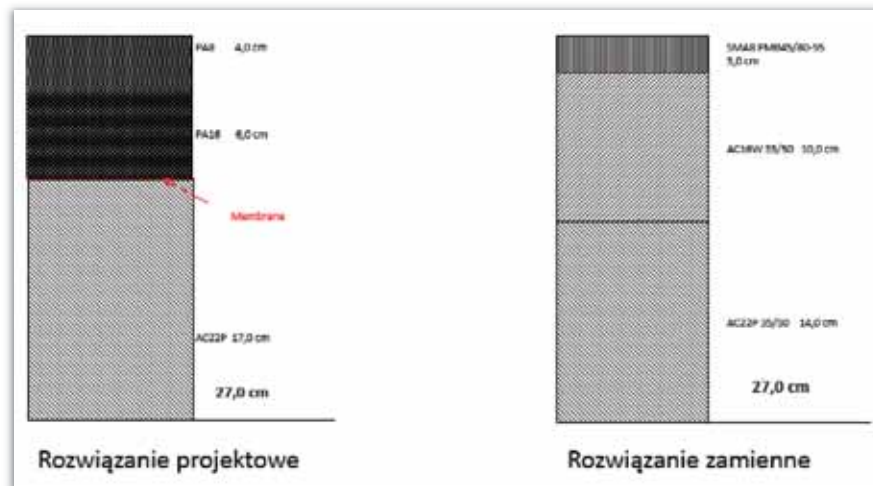 PA8 4,0 cm
PA16 6,0 cm
Membrana
AC22P 17,0 cm
27,0 cm
Rozwiązanie projektowe
SMA8 PMB45/80-55
3,0 cm
AC16W 35/50 10,0 cm
AC22P 35/50 14,0 cm
27,0 cm
Rozwiązanie zamienne